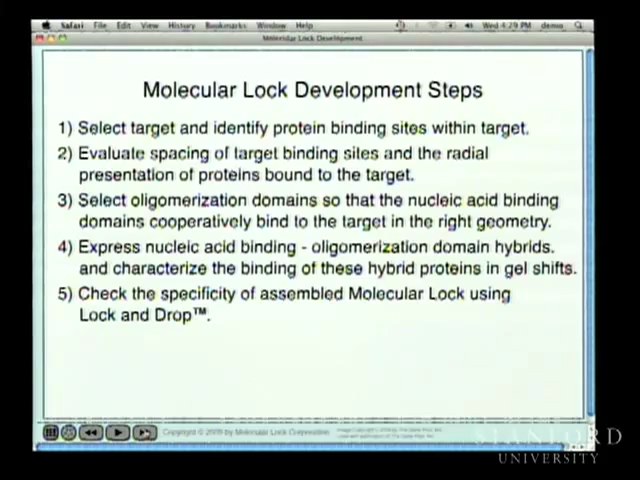 Safari File Edit View History Bookmarks Window Help Wed 4:29 PM demo
Molecular Lock Development
Molecular Lock Development Steps
1) Select target and identify protein binding sites within target.
2) Evaluate spacing of target binding sites and the radial
presentation of proteins bound to the target.
3) Select oligomerization domains so that the nucleic acid binding
domains cooperatively bind to the target in the right geometry.
4) Express nucleic acid binding - oligomerization domain hybrids.
and characterize the binding of these hybrid proteins in gel shifts.
5) Check the specificity of assembled Molecular Lock using
Lock and Drop™.
by Molecular Lock Corporation
STANFORD
UNIVERSITY